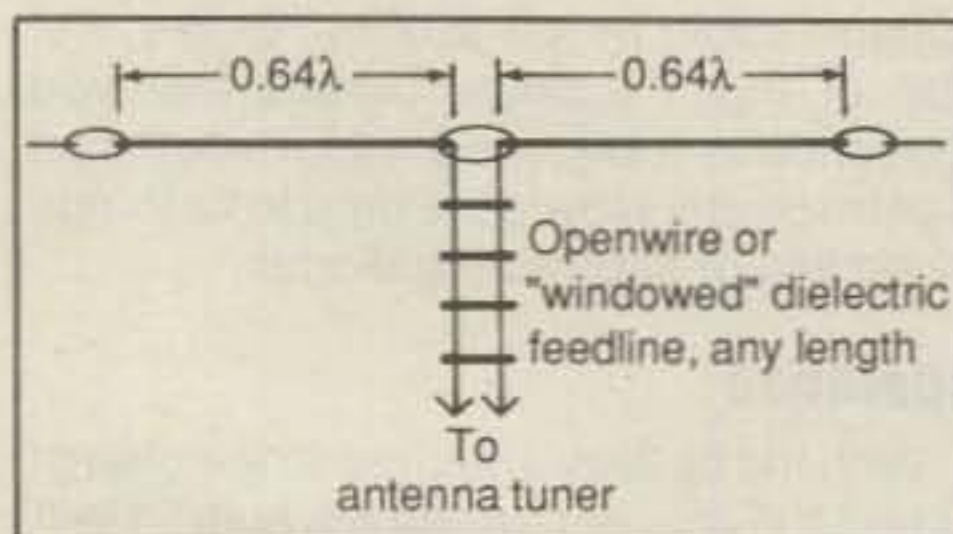 0.64λ 0.64λ
Openwire or
"windowed" dielectric
feedline, any length
To
antenna tuner